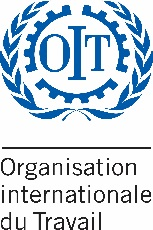 OIT
Organisation
internationale
du Travail